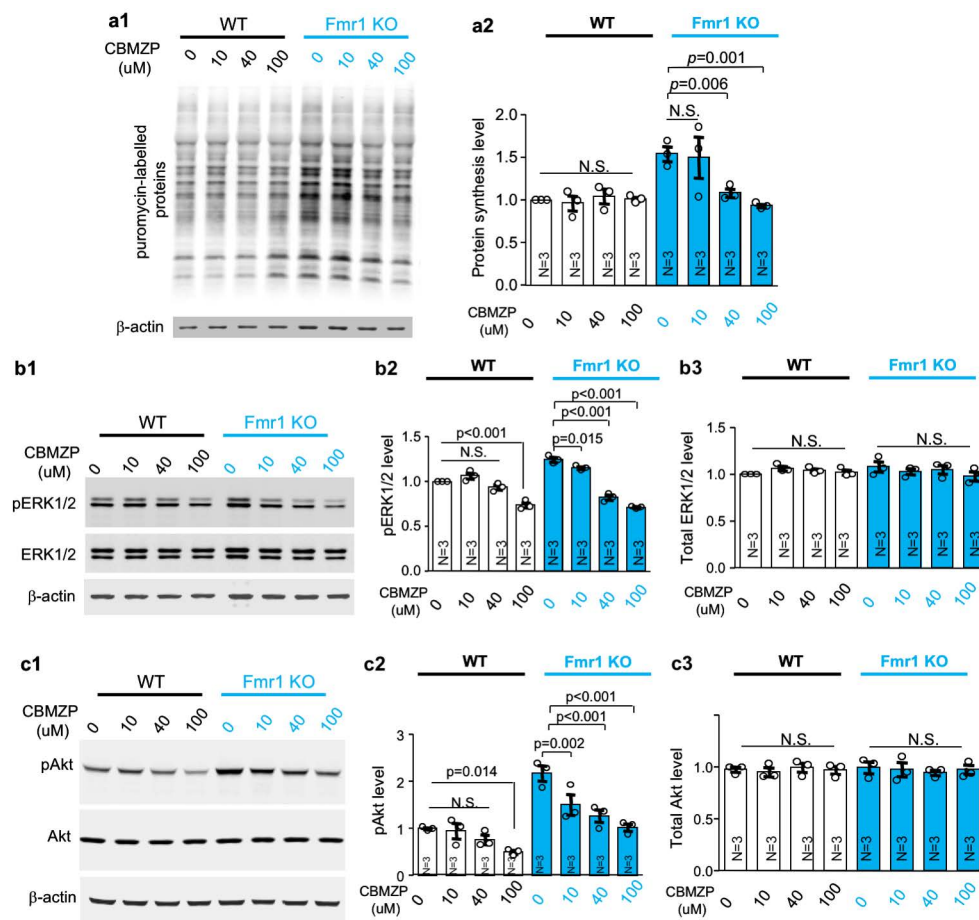 a1
WT
Fmr1 KO
CBMZP
(uM)
0 10 40 100 0 10 40 100
puromycin-labelled
proteins
β-actin
a2
WT
Fmr1 KO
p=0.001
p=0.006
N.S.
N.S.
Protein synthesis level
2.0
1.5
1.0
0.5
0.0
N=3 N=3 N=3 N=3 N=3 N=3 N=3 N=3
CBMZP
(uM)
0 10 40 100 0 10 40 100
b1
WT
Fmr1 KO
CBMZP
(uM)
0 10 40 100 0 10 40 100
pERK1/2
ERK1/2
β-actin
b2
WT
Fmr1 KO
p<0.001
p<0.001
p<0.001
p=0.015
N.S.
pERK1/2 level
1.5
1.0
0.5
0.0
N=3 N=3 N=3 N=3 N=3 N=3 N=3 N=3
CBMZP
(uM)
0 10 40 100 0 10 40 100
b3
WT
Fmr1 KO
N.S.
N.S.
Total ERK1/2 level
1.5
1.0
0.5
0.0
N=3 N=3 N=3 N=3 N=3 N=3 N=3 N=3
CBMZP
(uM)
0 10 40 100 0 10 40 100
c1
WT
Fmr1 KO
CBMZP
(uM)
0 10 40 100 0 10 40 100
pAkt
Akt
β-actin
c2
WT
Fmr1 KO
p<0.001
p<0.001
p=0.002
p=0.014
N.S.
pAkt level
3
2
1
0
N=3 N=3 N=3 N=3 N=3 N=3 N=3 N=3
CBMZP
(uM)
0 10 40 100 0 10 40 100
c3
WT
Fmr1 KO
N.S.
N.S.
Total Akt level
1.0
0.5
0.0
N=3 N=3 N=3 N=3 N=3 N=3 N=3 N=3
CBMZP
(uM)
0 10 40 100 0 10 40 100